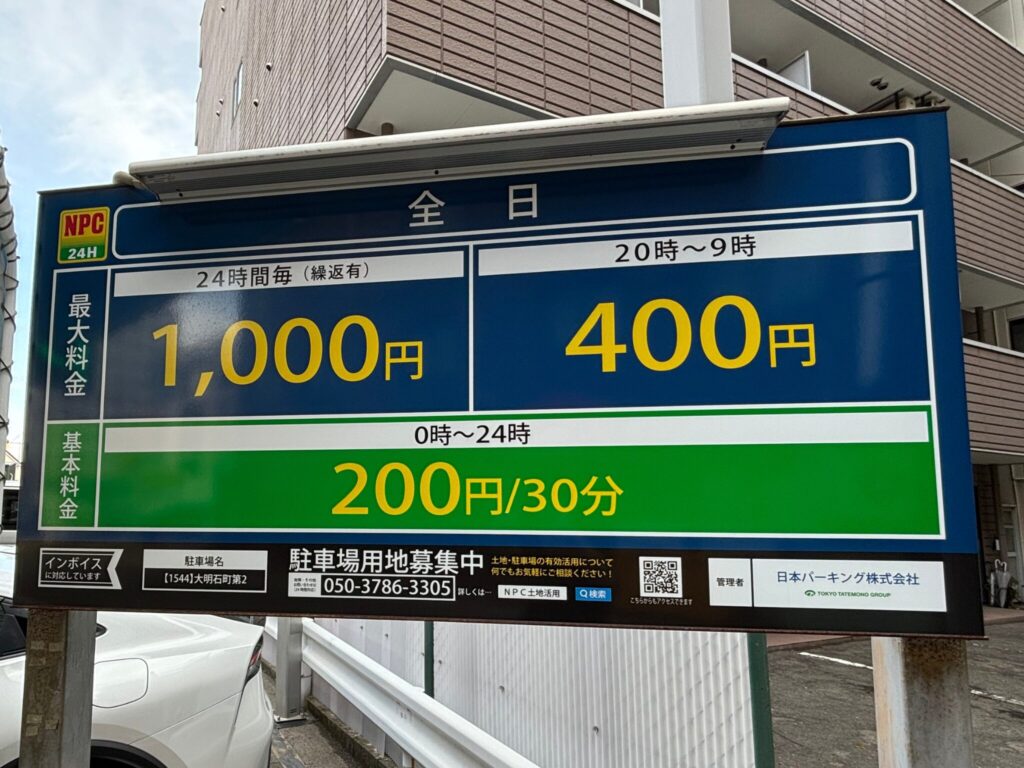 全日
NPC
24H
最大料金
24時間毎（繰返有）
1,000円
20時～9時
400円
基本料金
0時～24時
200円/30分
インボイス
に対応しています
駐車場名
【1544】大明石町第2
駐車場用地募集中
050-3786-3305
詳しくは…
土地・駐車場の有効活用について
何でもお気軽にご相談ください！
NPC土地活用
検索
こちらからもアクセスできます
管理者
日本パーキング株式会社
TOKYO TATEMONO GROUP